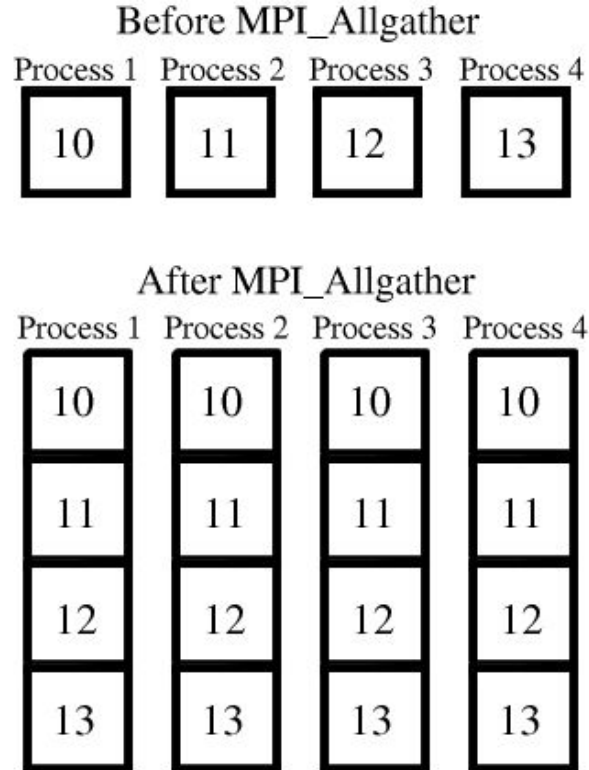 Before MPI_Allgather
Process 1 Process 2 Process 3 Process 4
10 11 12 13
After MPI_Allgather
Process 1 Process 2 Process 3 Process 4
10 10 10 10
11 11 11 11
12 12 12 12
13 13 13 13